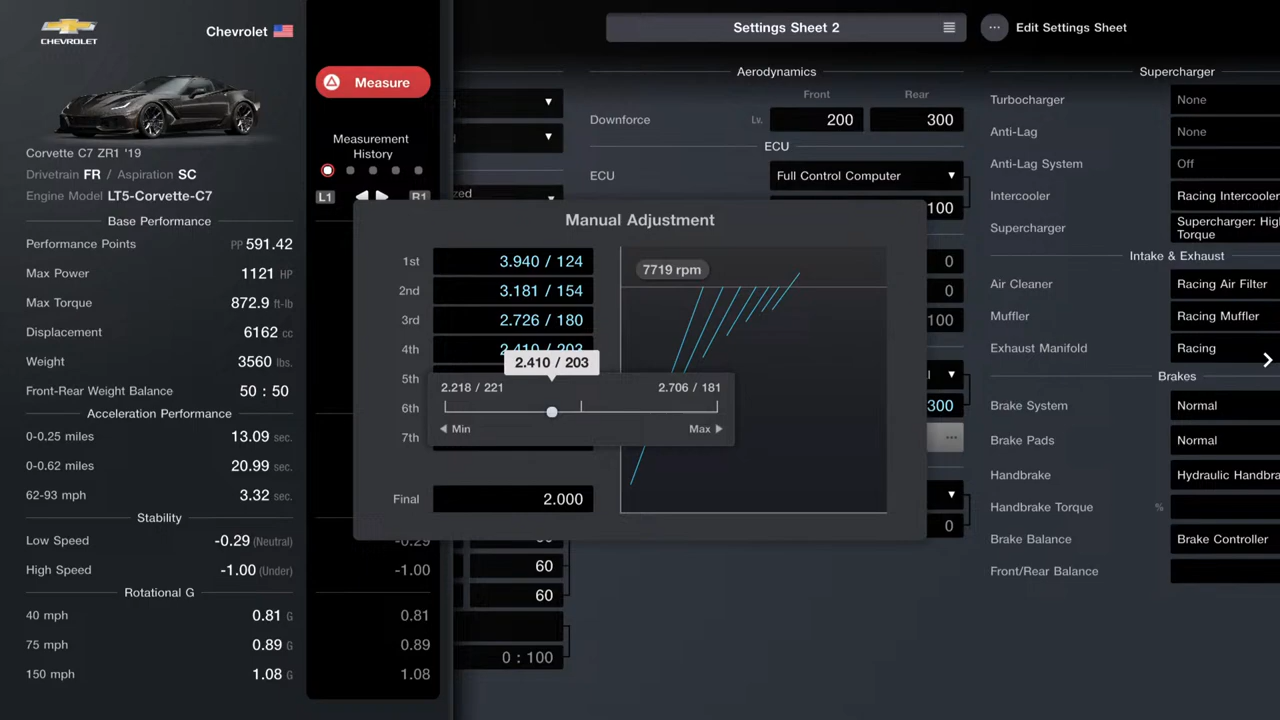 CHEVROLET
Chevrolet
Corvette C7 ZR1 '19
Drivetrain FR / Aspiration SC
Engine Model LT5-Corvette-C7
Base Performance
Performance Points PP 591.42
Max Power 1121 HP
Max Torque 872.9 ft-lb
Displacement 6162 cc
Weight 3560 lbs.
Front-Rear Weight Balance 50 : 50
Acceleration Performance
0-0.25 miles 13.09 sec.
0-0.62 miles 20.99 sec.
62-93 mph 3.32 sec.
Stability
Low Speed -0.29 (Neutral)
High Speed -1.00 (Under)
Rotational G
40 mph 0.81 G
75 mph 0.89 G
150 mph 1.08 G
Measure
Measurement
History
L1 R1
-0.29
-1.00
0.81
0.89
1.08
Settings Sheet 2
Edit Settings Sheet
Aerodynamics
Front Rear
Downforce Lv. 200 300
ECU
ECU Full Control Computer
100
0
0
100
300
0
60
60
0 : 100
Manual Adjustment
1st 3.940 / 124
2nd 3.181 / 154
3rd 2.726 / 180
4th 2.410 / 203
2.410 / 203
5th
2.218 / 221 2.706 / 181
6th
Min Max
7th
Final 2.000
7719 rpm
Supercharger
Turbocharger None
Anti-Lag None
Anti-Lag System Off
Intercooler Racing Intercooler
Supercharger Supercharger: High
Torque
Intake & Exhaust
Air Cleaner Racing Air Filter
Muffler Racing Muffler
Exhaust Manifold Racing
Brakes
Brake System Normal
Brake Pads Normal
Handbrake Hydraulic Handbra
Handbrake Torque %
Brake Balance Brake Controller
Front/Rear Balance